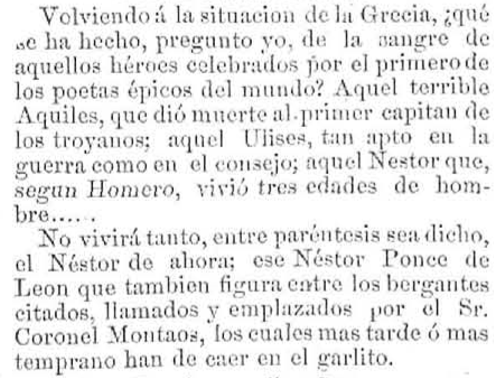 Volviendo á la situacion de la Grecia, ¿qué
se ha hecho, pregunto yo, de la sangre de
aquellos héroes celebrados por el primero de
los poetas épicos del mundo? Aquel terrible
Aquiles, que dió muerte al primer capitan de
los troyanos; aquel Ulises, tan apto en la
guerra como en el consejo; aquel Nestor que,
segun Homero, vivió tres edades de hom-
bre.....
No vivirá tanto, entre paréntesis sea dicho,
el Néstor de ahora; ese Néstor Ponce de
Leon que tambien figura entre los bergantes
citados, llamados y emplazados por el Sr.
Coronel Montaos, los cuales mas tarde ó mas
temprano han de caer en el garlito.